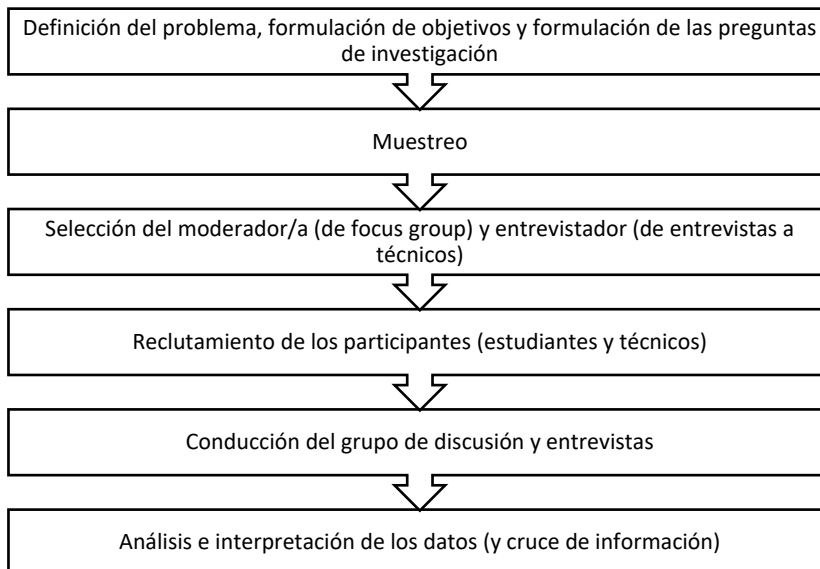 Definición del problema, formulación de objetivos y formulación de las preguntas
de investigación
Muestreo
Selección del moderador/a (de focus group) y entrevistador (de entrevistas a
técnicos)
Reclutamiento de los participantes (estudiantes y técnicos)
Conducción del grupo de discusión y entrevistas
Análisis e interpretación de los datos (y cruce de información)